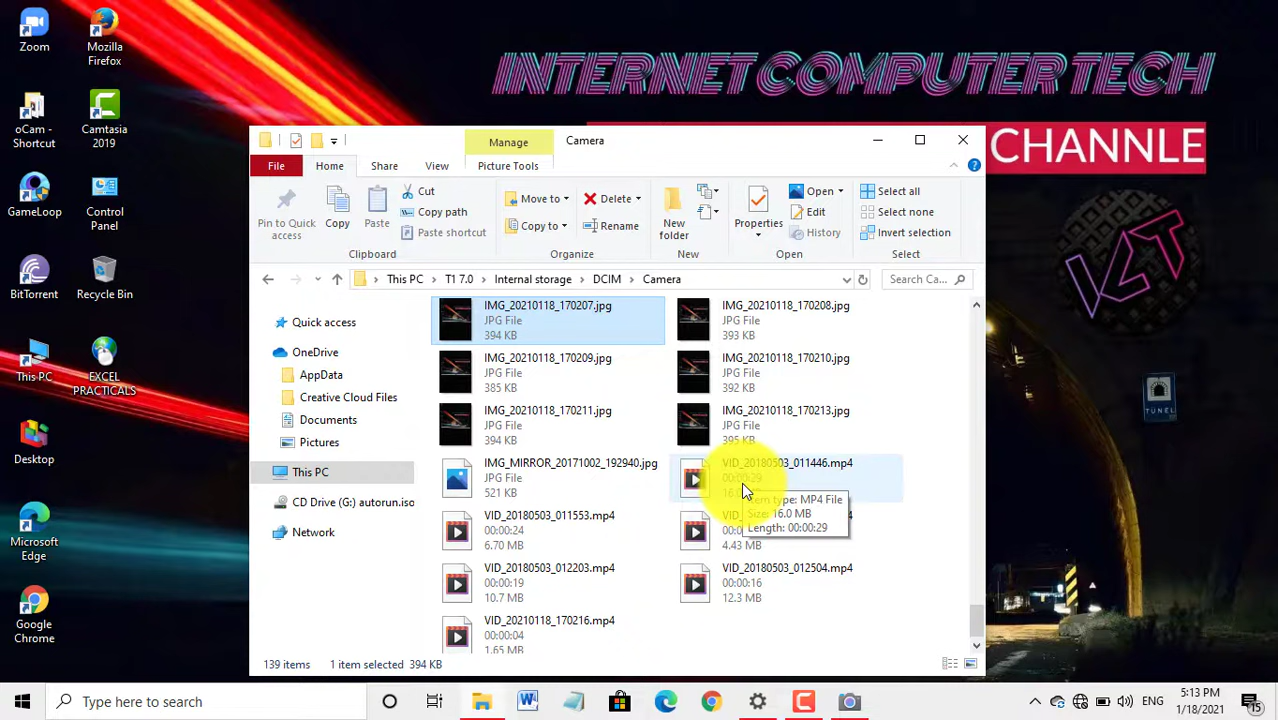 Zoom
Mozilla
Firefox
INTERNET COMPUTER TECH
CHANNLE
oCam -
Shortcut
Camtasia
2019
GameLoop
Control
Panel
BitTorrent
Recycle Bin
This PC
EXCEL
PRACTICALS
Desktop
Microsoft
Edge
Google
Chrome
Manage
Camera
File
Home
Share
View
Picture Tools
Pin to Quick
access
Copy
Paste
Cut
Copy path
Paste shortcut
Clipboard
Move to
Copy to
Delete
Rename
Organize
New
folder
New
Properties
Open
Edit
History
Open
Select all
Select none
Invert selection
Select
This PC
T1 7.0
Internal storage
DCIM
Camera
Search Ca...
Quick access
OneDrive
AppData
Creative Cloud Files
Documents
Pictures
This PC
CD Drive (G:) autorun.iso
Network
IMG_20210118_170207.jpg
JPG File
394 KB
IMG_20210118_170208.jpg
JPG File
393 KB
IMG_20210118_170209.jpg
JPG File
385 KB
IMG_20210118_170210.jpg
JPG File
392 KB
IMG_20210118_170211.jpg
JPG File
394 KB
IMG_20210118_170213.jpg
JPG File
395 KB
IMG_MIRROR_20171002_192940.jpg
JPG File
521 KB
VID_20180503_011446.mp4
00:00:29
Item type: MP4 File
Size: 16.0 MB
Length: 00:00:29
VID_20180503_011553.mp4
00:00:24
6.70 MB
4.43 MB
VID_20180503_012203.mp4
00:00:19
10.7 MB
VID_20180503_012504.mp4
00:00:16
12.3 MB
VID_20210118_170216.mp4
00:00:04
1.65 MB
139 items
1 item selected 394 KB
TUNEL
Type here to search
ENG
5:13 PM
1/18/2021
15